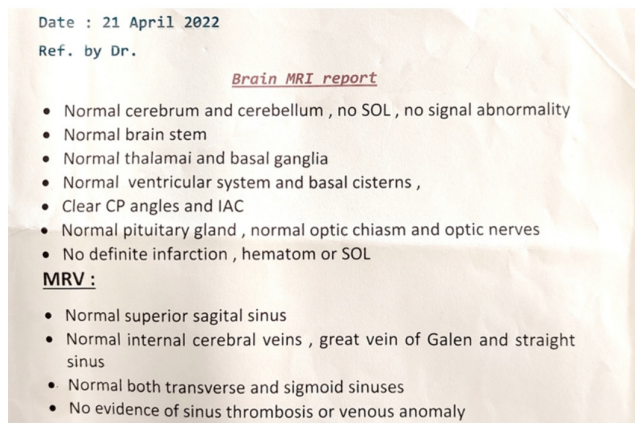 Date : 21 April 2022
Ref. by Dr.
Brain MRI report
• Normal cerebrum and cerebellum , no SOL , no signal abnormality
• Normal brain stem
• Normal thalamai and basal ganglia
• Normal ventricular system and basal cisterns ,
• Clear CP angles and IAC
• Normal pituitary gland , normal optic chiasm and optic nerves
• No definite infarction , hematom or SOL
MRV :
• Normal superior sagital sinus
• Normal internal cerebral veins , great vein of Galen and straight
sinus
• Normal both transverse and sigmoid sinuses
• No evidence of sinus thrombosis or venous anomaly